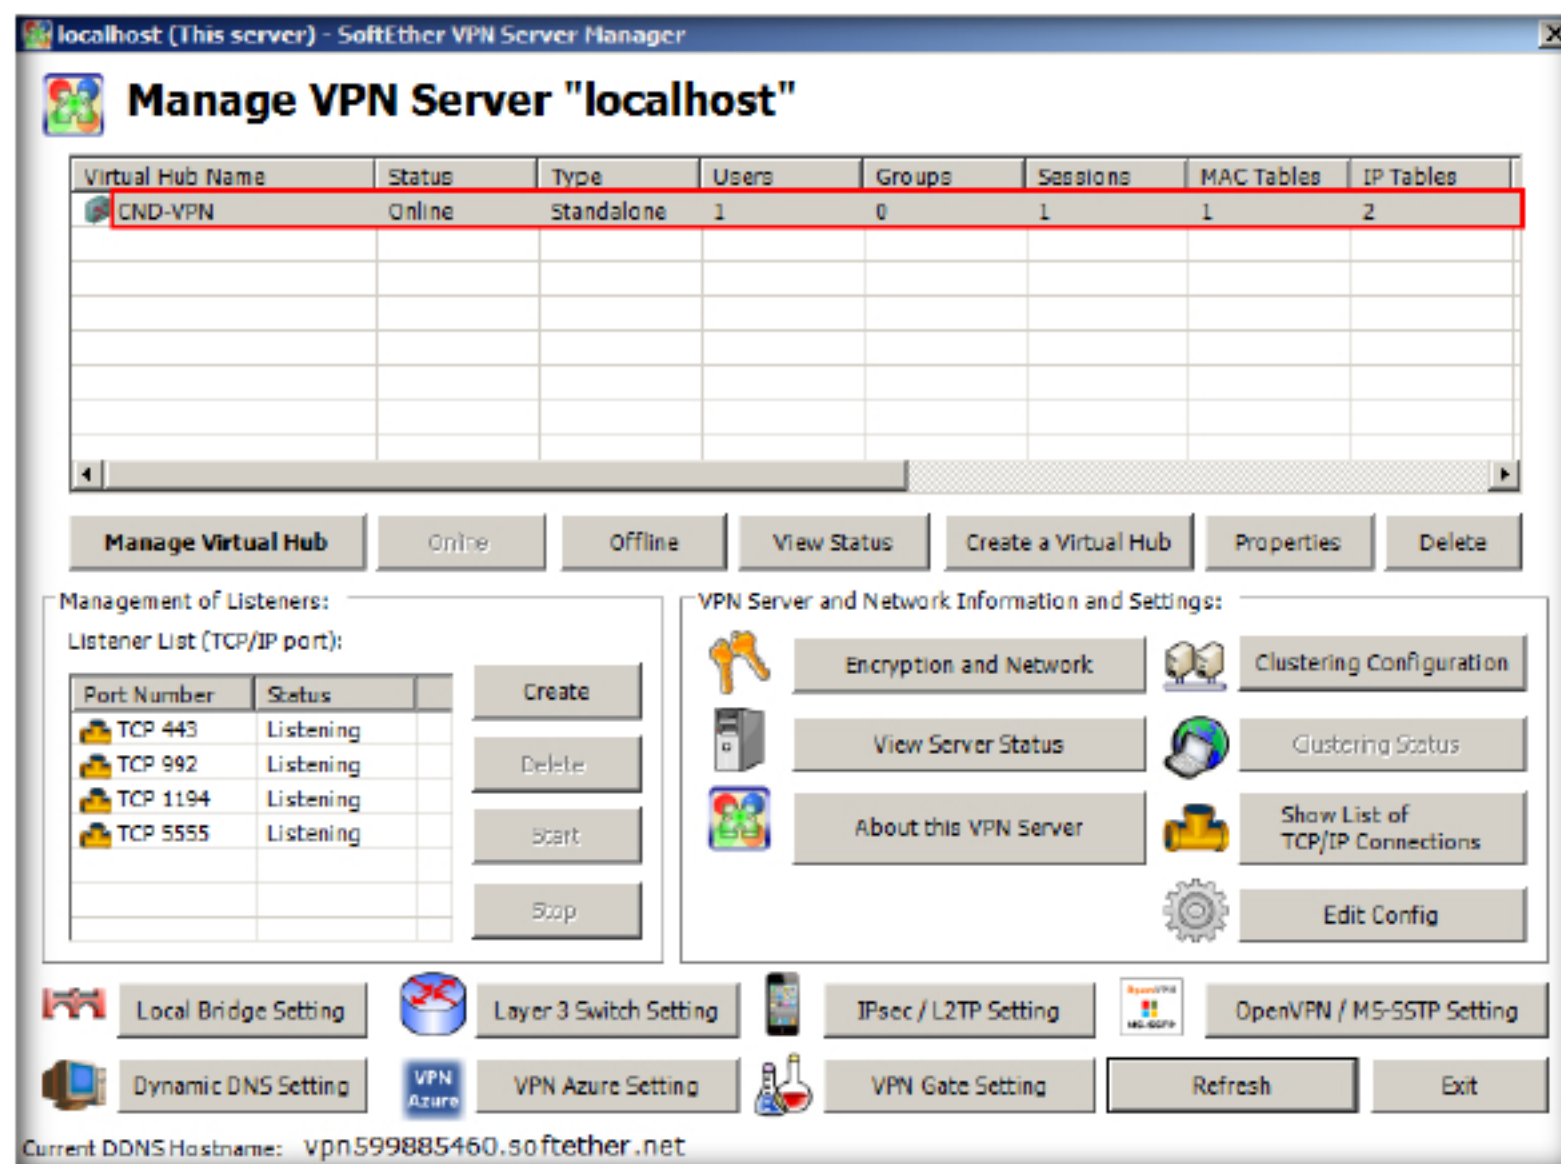 localhost (This server) - SoftEther VPN Server Manager
Manage VPN Server "localhost"
Virtual Hub Name Status Type Users Groups Sessions MAC Tables IP Tables
CND-VPN Online Standalone 1 0 1 1 2
Manage Virtual Hub Online Offline View Status Create a Virtual Hub Properties Delete
Management of Listeners:
Listener List (TCP/IP port):
Port Number Status
TCP 443 Listening
TCP 992 Listening
TCP 1194 Listening
TCP 5555 Listening
Create
Delete
Start
Stop
VPN Server and Network Information and Settings:
Encryption and Network Clustering Configuration
View Server Status Clustering Status
About this VPN Server Show List of
TCP/IP Connections
Edit Config
Local Bridge Setting Layer 3 Switch Setting IPsec / L2TP Setting OpenVPN MS-SSTP OpenVPN / MS-SSTP Setting
Dynamic DNS Setting VPN Azure VPN Azure Setting VPN Gate Setting Refresh Exit
Current DDNS Hostname: vpn599885460.softether.net